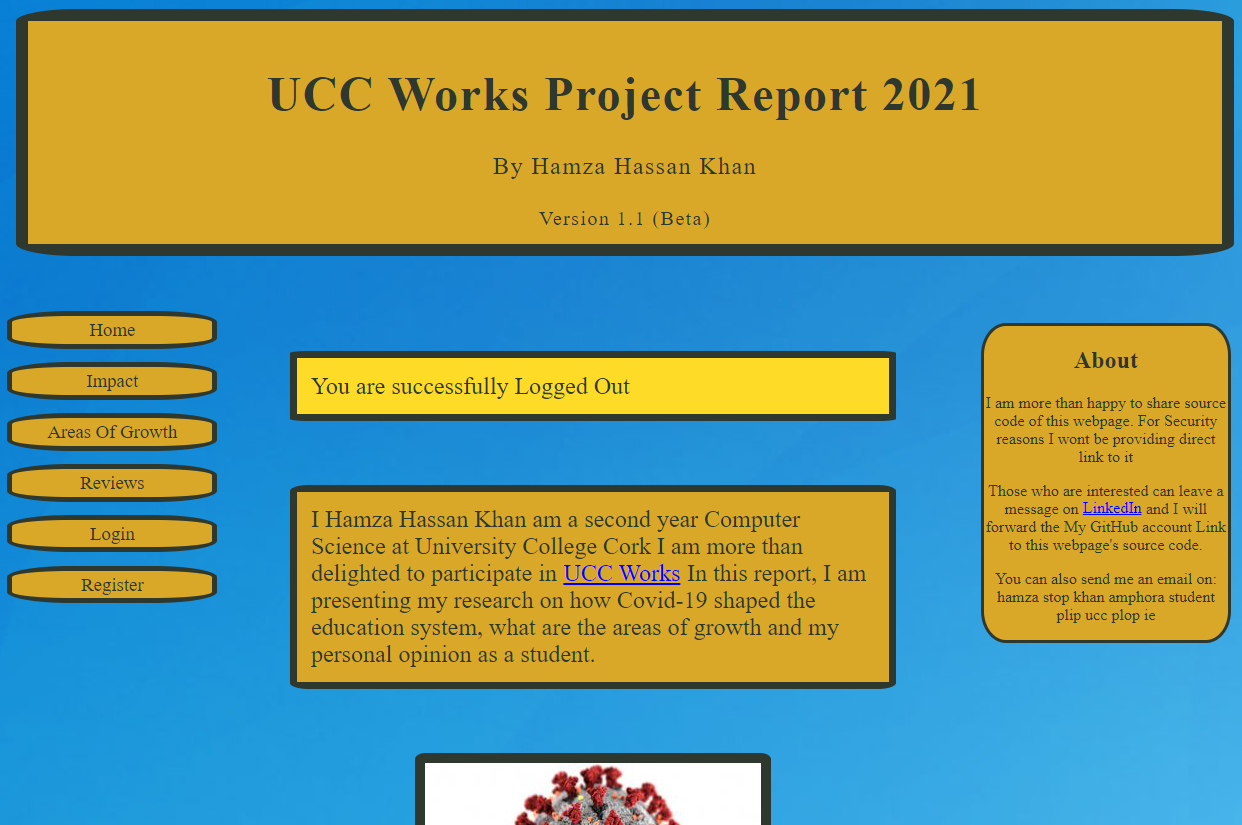 UCC Works Project Report 2021
By Hamza Hassan Khan
Version 1.1 (Beta)
Home
Impact
Areas Of Growth
Reviews
Login
Register
You are successfully Logged Out
I Hamza Hassan Khan am a second year Computer
Science at University College Cork I am more than
delighted to participate in UCC Works In this report, I am
presenting my research on how Covid-19 shaped the
education system, what are the areas of growth and my
personal opinion as a student.
About
I am more than happy to share source
code of this webpage. For Security
reasons I wont be providing direct
link to it
Those who are interested can leave a
message on LinkedIn and I will
forward the My GitHub account Link
to this webpage's source code.
You can also send me an email on:
hamza stop khan amphora student
plip ucc plop ie